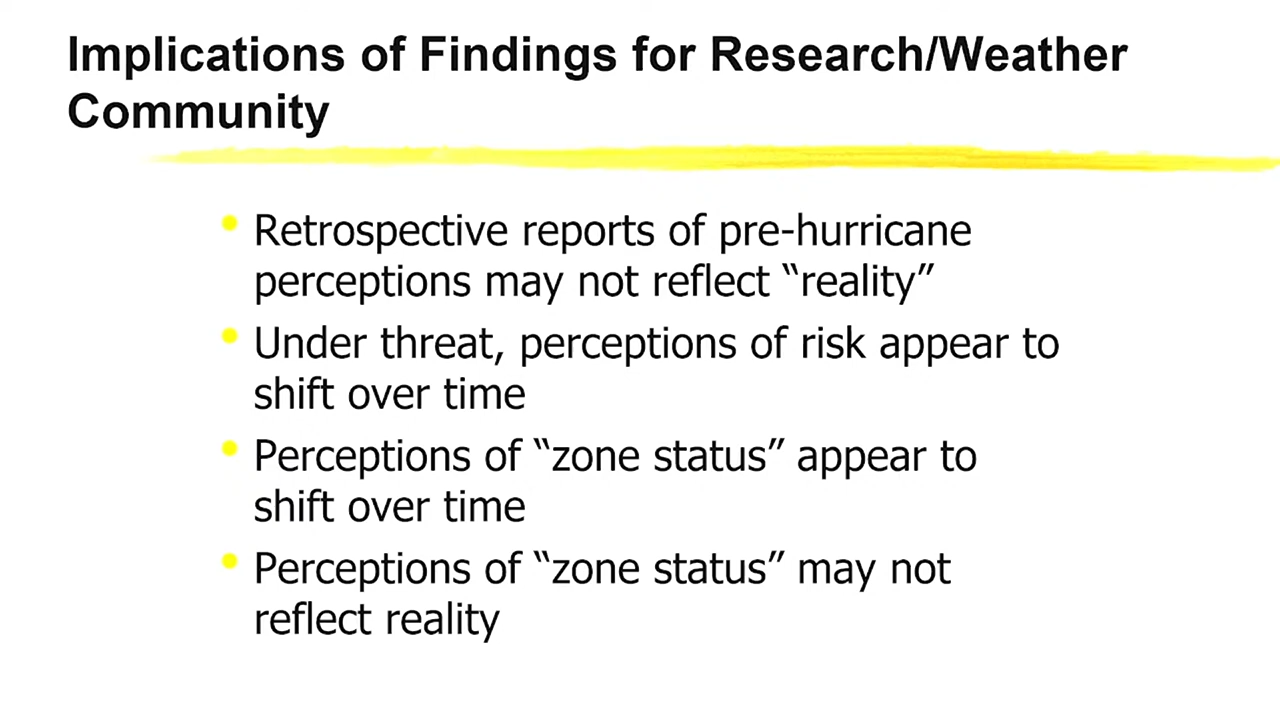 Implications of Findings for Research/Weather
Community
• Retrospective reports of pre-hurricane
perceptions may not reflect “reality”
• Under threat, perceptions of risk appear to
shift over time
• Perceptions of “zone status” appear to
shift over time
• Perceptions of “zone status” may not
reflect reality